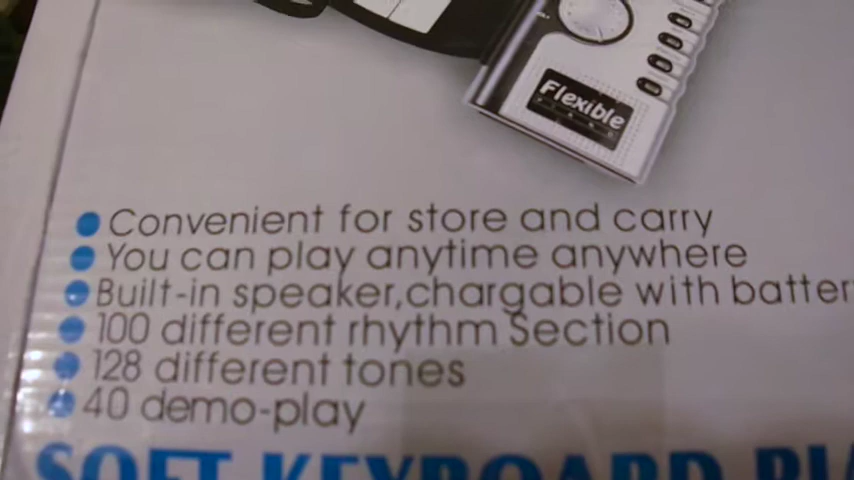 Flexible
PIANO
Convenient for store and carry
You can play anytime anywhere
Built-in speaker,chargable with batter
100 different rhythm Section
128 different tones
40 demo-play
SOFT KEYBOARD